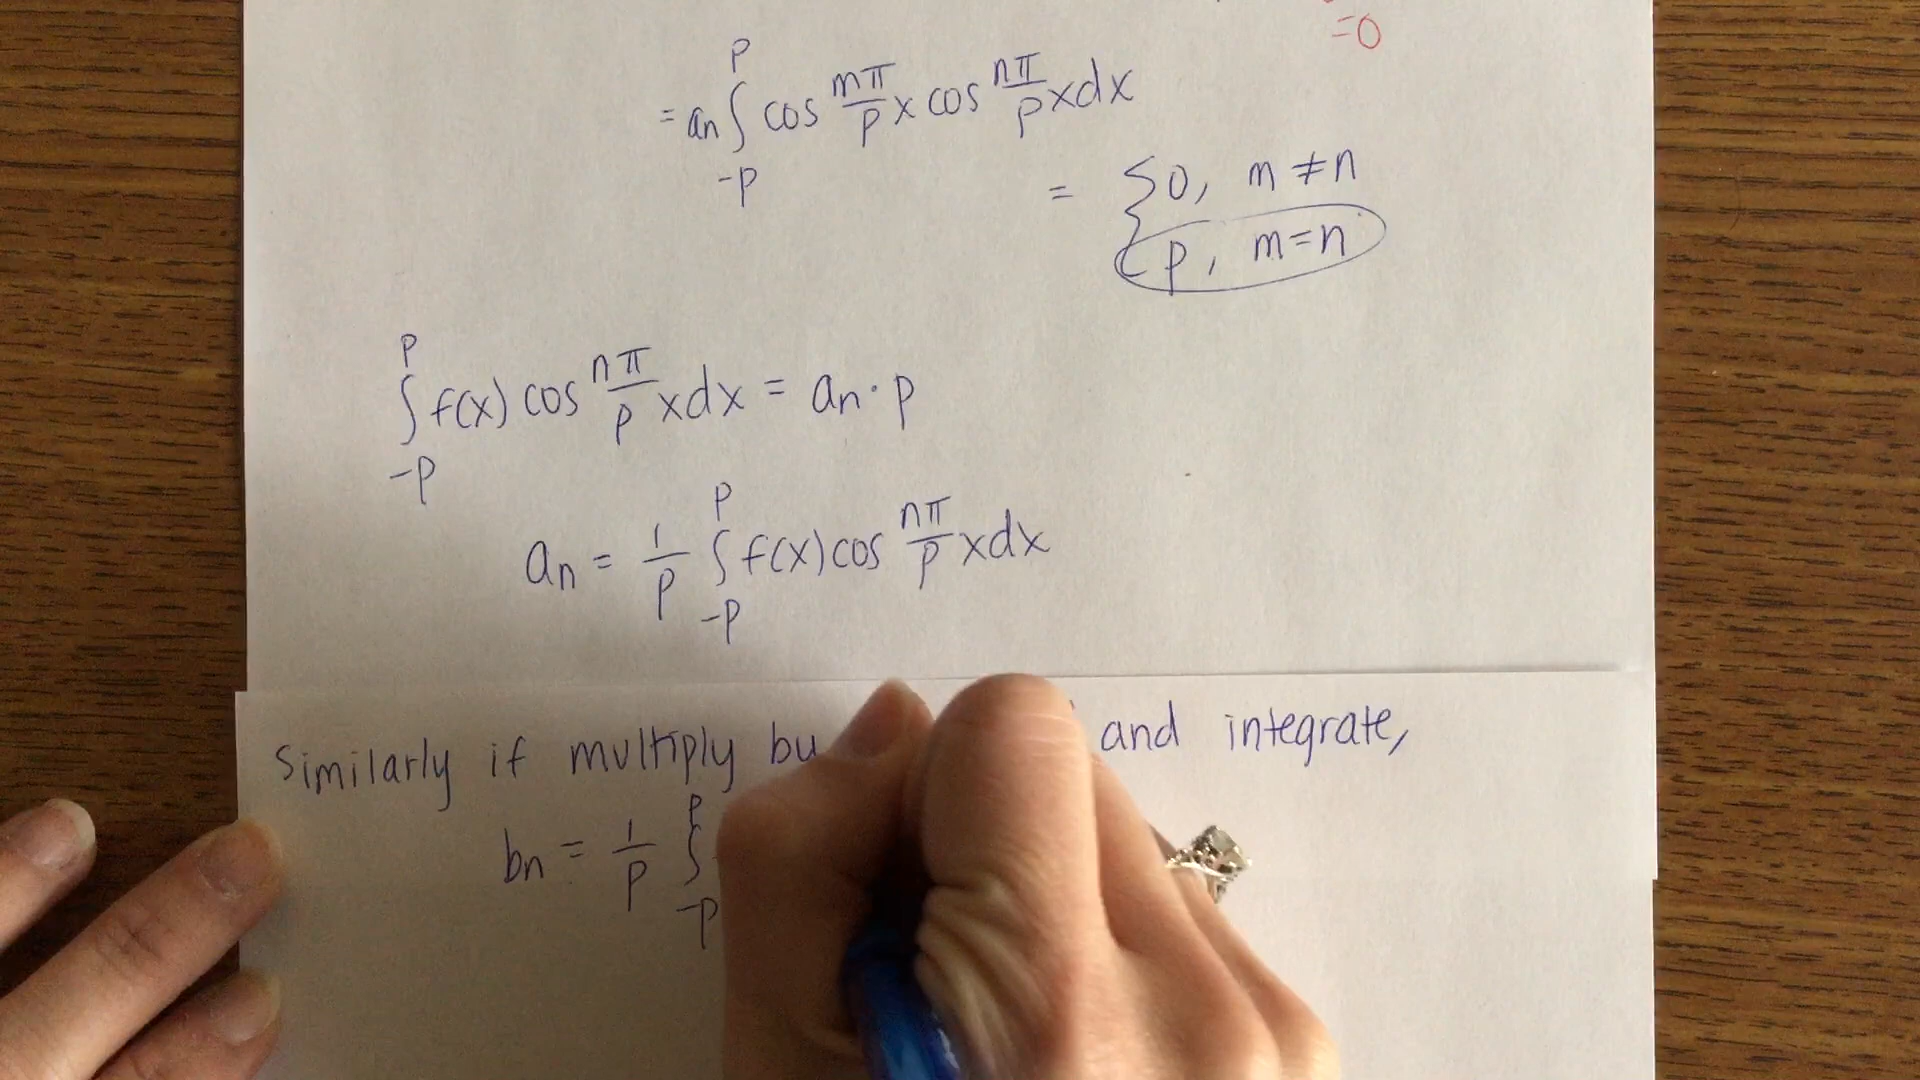 =0
= an ∫_{-p}^{p} cos mπ/p x cos nπ/p x dx
= { 0, m ≠ n
p, m=n
∫_{-p}^{p} f(x) cos nπ/p x dx = an · p
an = 1/p ∫_{-p}^{p} f(x) cos nπ/p x dx
Similarly if multiply and integrate,
bn = 1/p ∫_{-p}^{p}